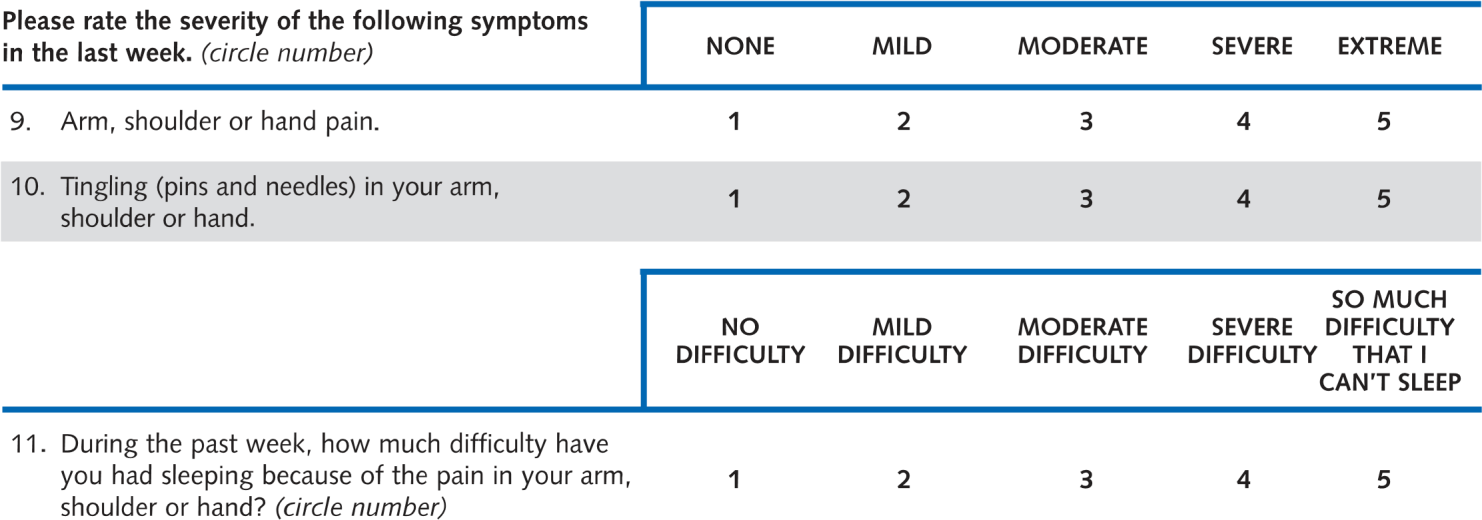 Please rate the severity of the following symptoms
in the last week. (circle number)
NONE MILD MODERATE SEVERE EXTREME
9. Arm, shoulder or hand pain. 1 2 3 4 5
10. Tingling (pins and needles) in your arm,
shoulder or hand. 1 2 3 4 5
NO DIFFICULTY
MILD DIFFICULTY
MODERATE DIFFICULTY
SEVERE DIFFICULTY
SO MUCH
DIFFICULTY
THAT I
CAN'T SLEEP
11. During the past week, how much difficulty have
you had sleeping because of the pain in your arm, 1 2 3 4 5
shoulder or hand? (circle number)